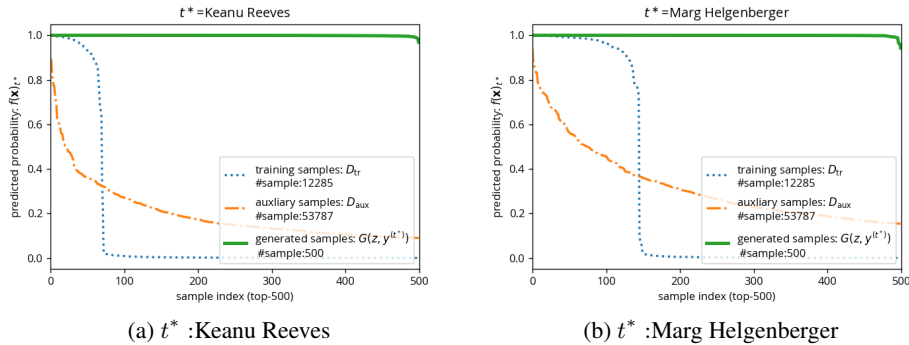 t*=Keanu Reeves
predicted probability: f(x)t*
1.0
0.8
0.6
0.4
0.2
0.0
training samples: Dtr
#sample:12285
auxliary samples: Daux
#sample:53787
generated samples: G(z, y(t*))
#sample:500
0 100 200 300 400 500
sample index (top-500)
(a) t* :Keanu Reeves
t*=Marg Helgenberger
predicted probability: f(x)t*
1.0
0.8
0.6
0.4
0.2
0.0
training samples: Dtr
#sample:12285
auxliary samples: Daux
#sample:53787
generated samples: G(z, y(t*))
#sample:500
0 100 200 300 400 500
sample index (top-500)
(b) t* :Marg Helgenberger